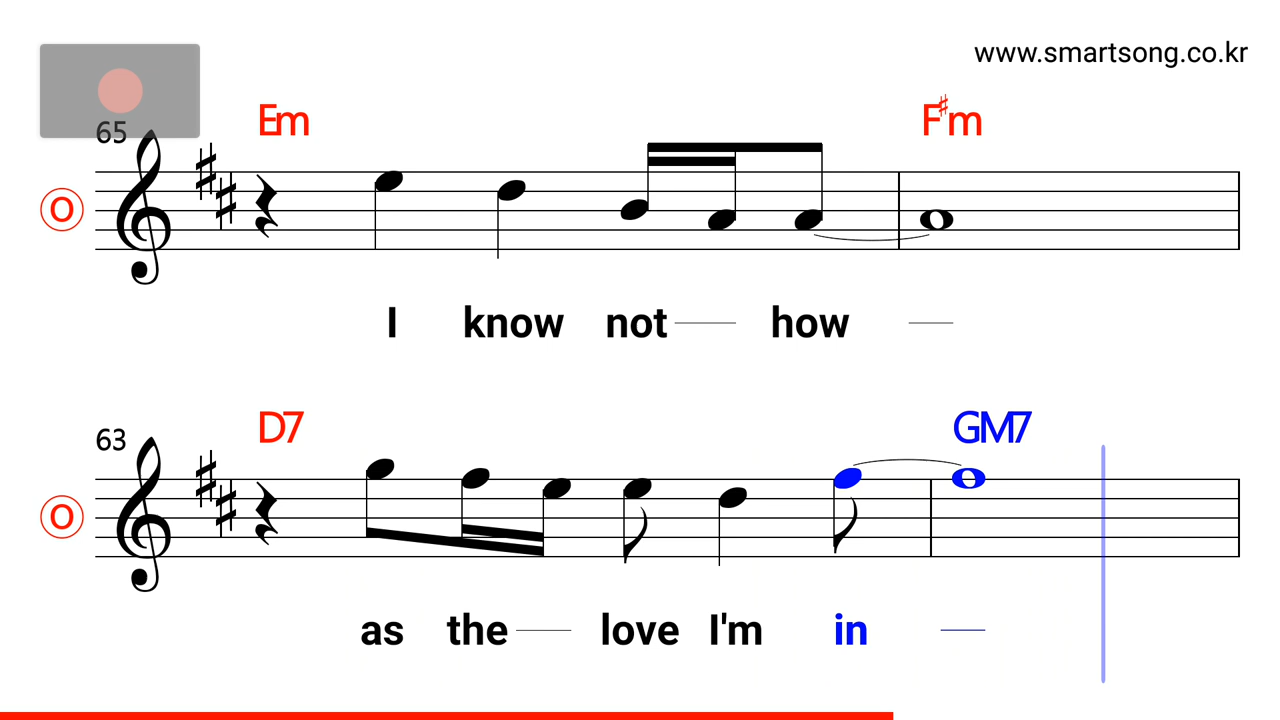 www.smartsong.co.kr
65
Em F♯m
O
I know not how
63
D7 GM7
O
as the love I'm in